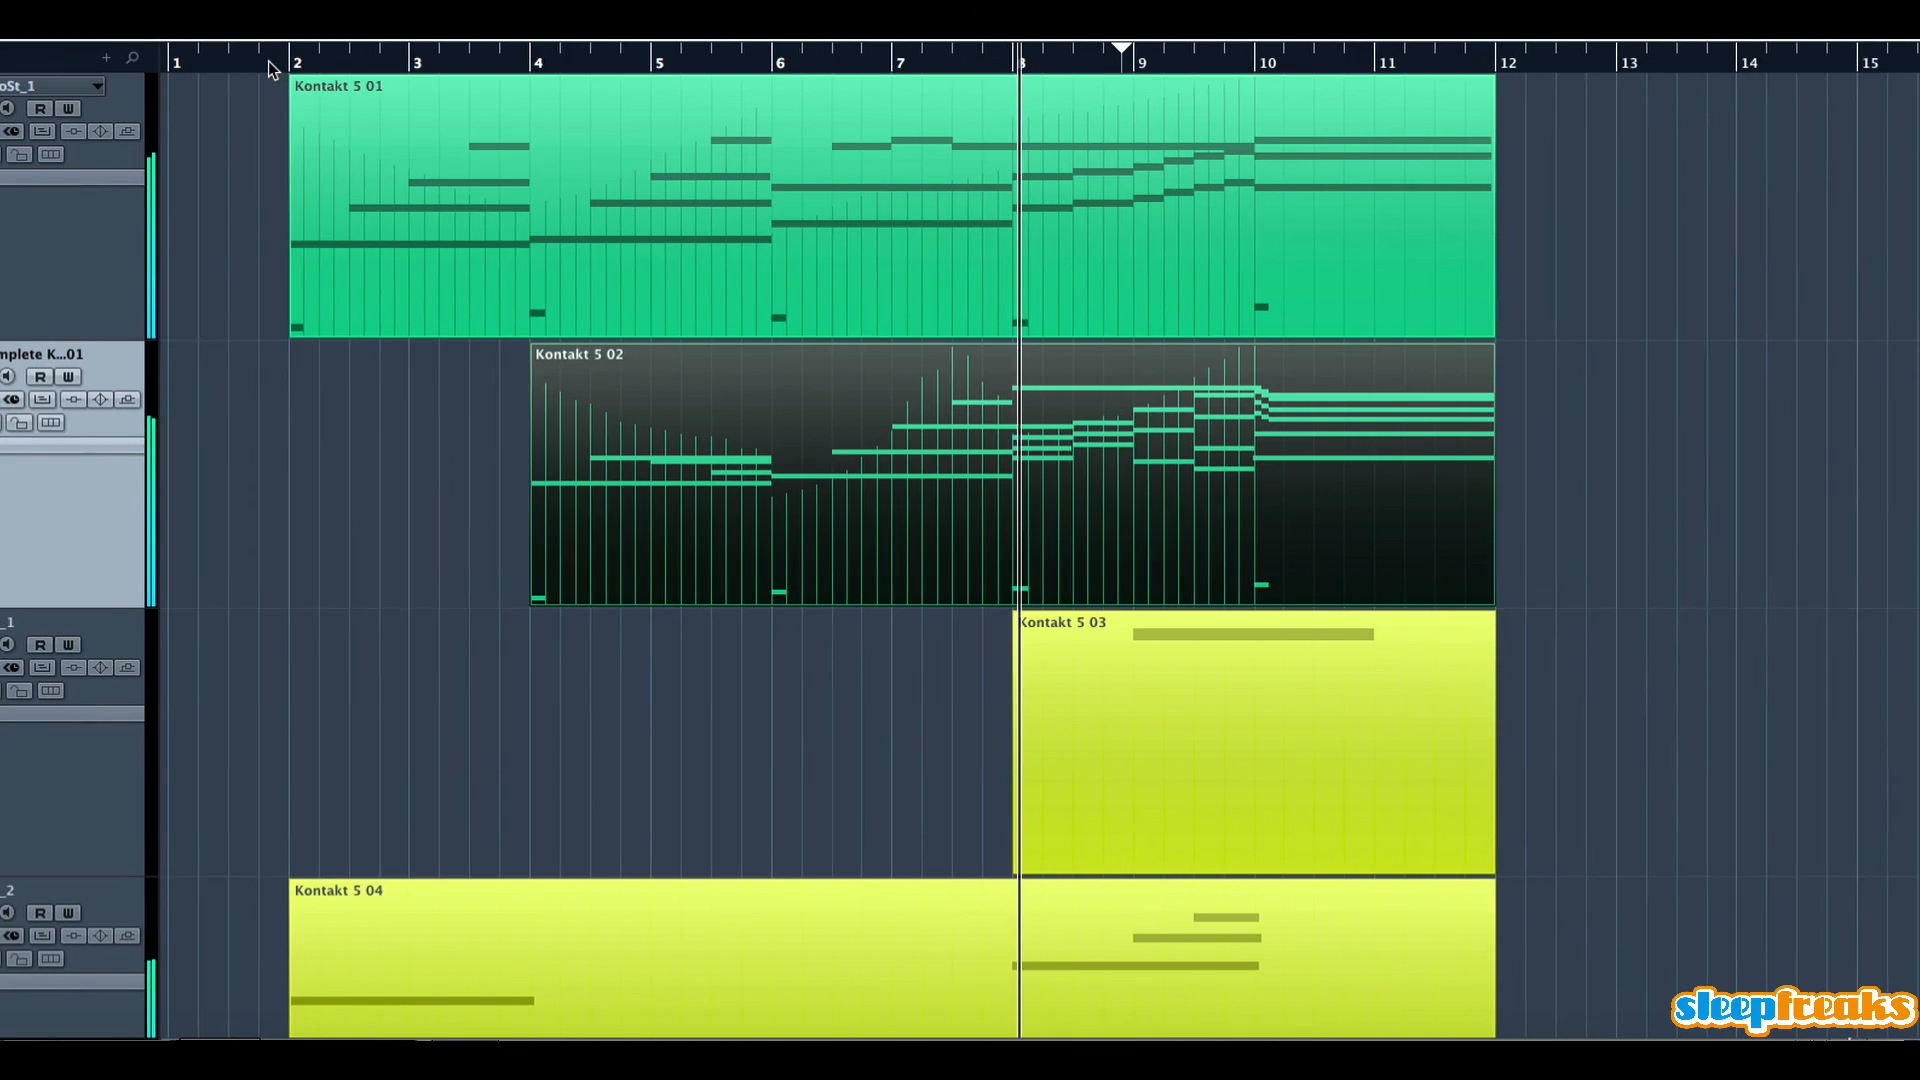 1 2 3 4 5 6 7 8 9 10 11 12 13 14 15
oSt_1
Kontakt 5 01
R W
mplete K...01
Kontakt 5 02
R W
_1
Kontakt 5 03
R W
_2
Kontakt 5 04
R W
sleepfreaks